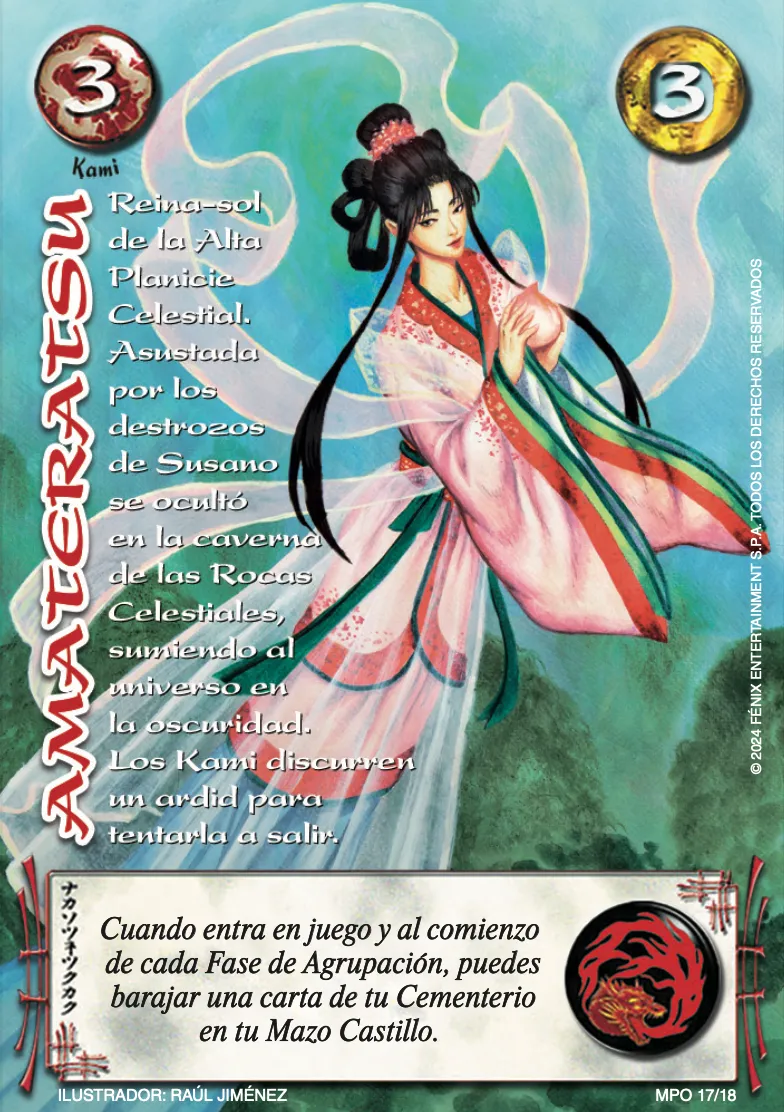 3
3
Kami
AMATERATSU
Reina-sol
de la Alta
Planicie
Celestial.
Asustada
por los
destrozos
de Susano
se ocultó
en la caverna
de las Rocas
Celestiales,
sumiendo al
universo en
la oscuridad.
Los Kami discurren
un ardid para
tentarla a salir.
© 2024 FÉNIX ENTERTAINMENT S.P.A. TODOS LOS DERECHOS RESERVADOS
ナカソツネツクカク
Cuando entra en juego y al comienzo
de cada Fase de Agrupación, puedes
barajar una carta de tu Cementerio
en tu Mazo Castillo.
ILUSTRADOR: RAÚL JIMÉNEZ
MPO 17/18